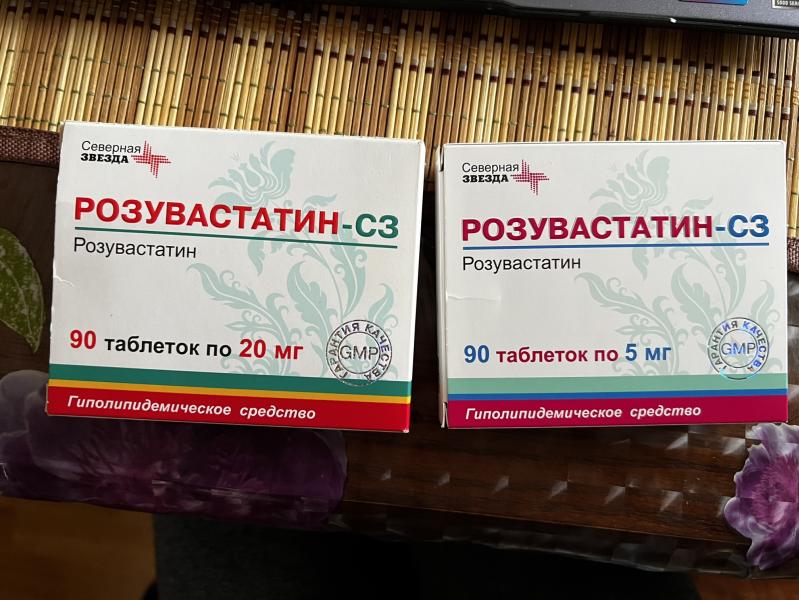 Северная
ЗВЕЗДА
РОЗУВАСТАТИН-СЗ
Розувастатин
90 таблеток по 20 мг
ГАРАНТИЯ КАЧЕСТВА
GMP
Гиполипидемическое средство
Северная
ЗВЕЗДА
РОЗУВАСТАТИН-СЗ
Розувастатин
90 таблеток по 5 мг
ГАРАНТИЯ КАЧЕСТВА
GMP
Гиполипидемическое средство